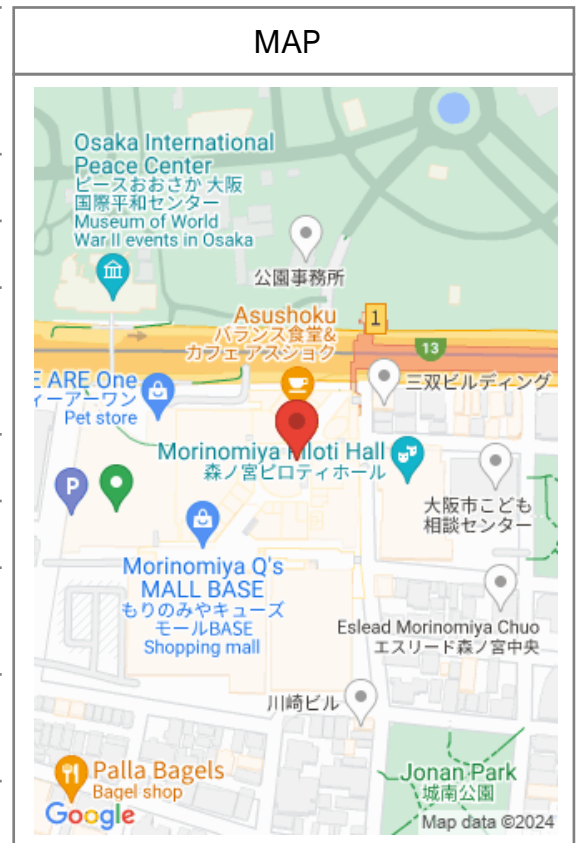 MAP
Osaka International
Peace Center
ピースおおさか 大阪
国際平和センター
Museum of World
War II events in Osaka
公園事務所
Asushoku
バランス食堂&
カフェ アスショク
1
13
E ARE One
ィーアーワン
Pet store
三双ビルディング
Morinomiya Piloti Hall
森ノ宮ピロティホール
P
大阪市こども
相談センター
Morinomiya Q's
MALL BASE
もりのみやキューズ
モールBASE
Shopping mall
Eslead Morinomiya Chuo
エスリード森ノ宮中央
川崎ビル
Palla Bagels
Bagel shop
Jonan Park
城南公園
Google
Map data ©2024